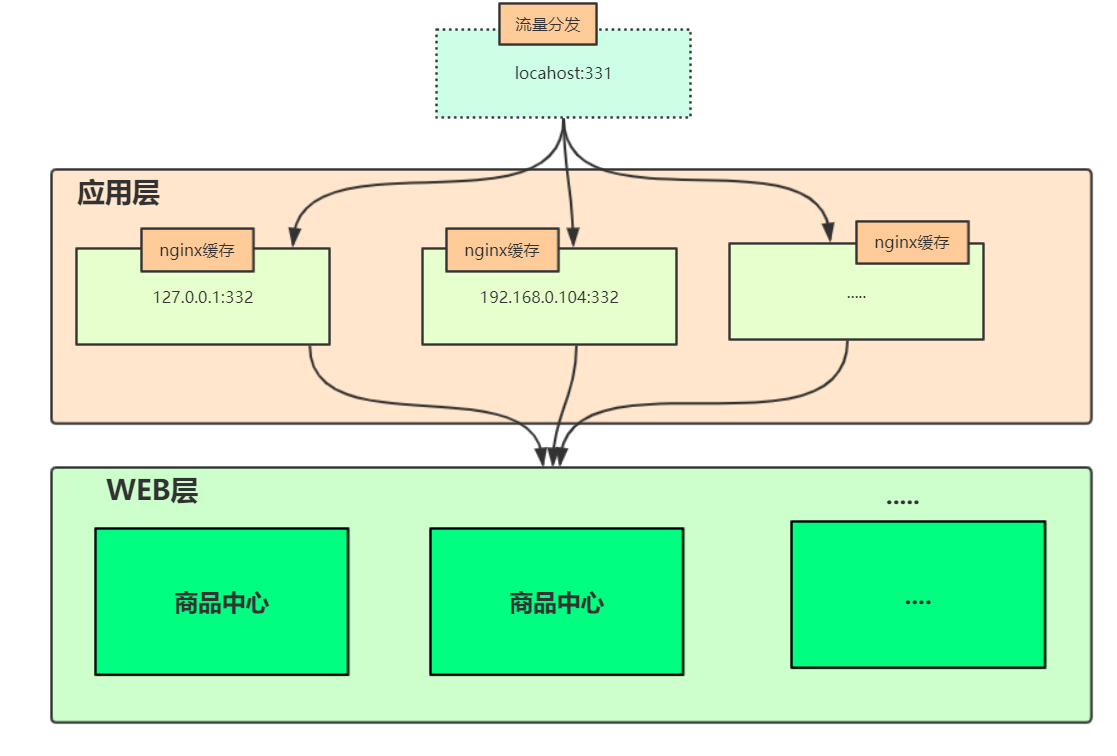 流量分发
locahost:331
应用层
nginx缓存
nginx缓存
nginx缓存
127.0.0.1:332
192.168.0.104:332
.....
WEB层
.....
商品中心
商品中心
....